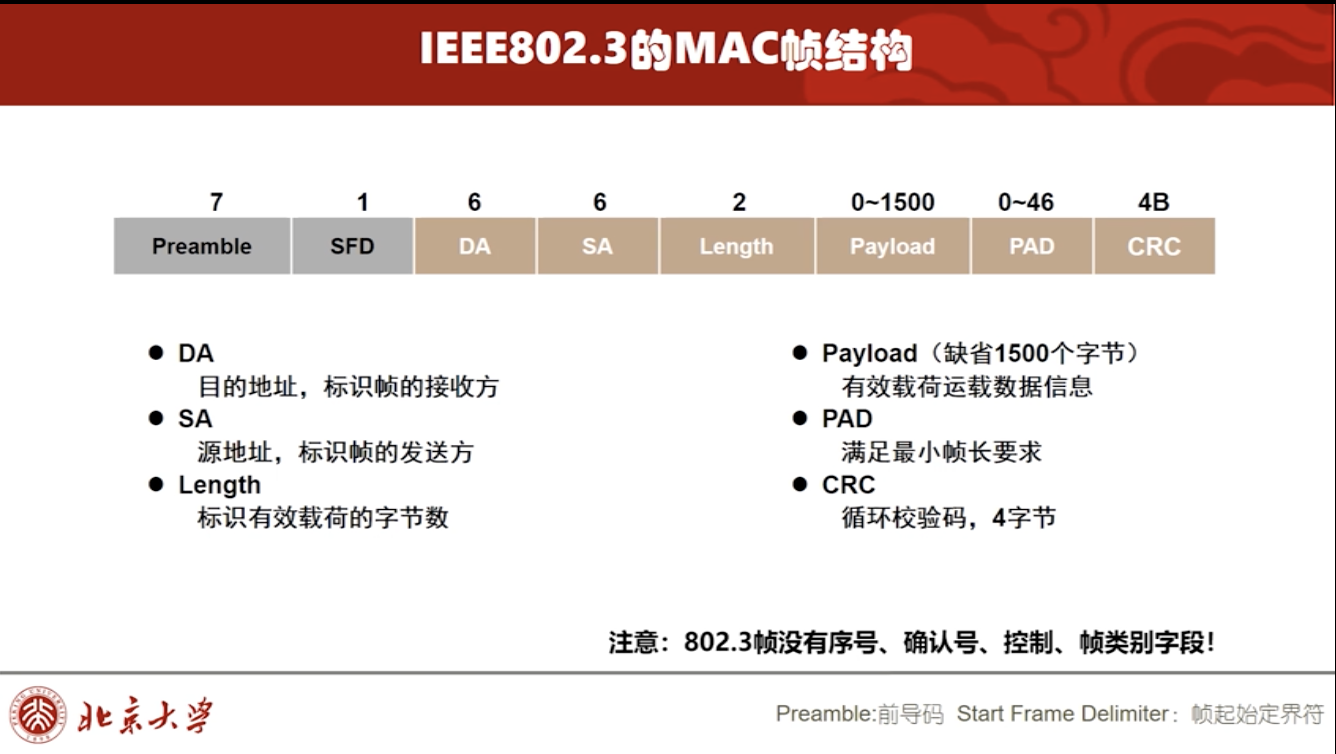 IEEE802.3的MAC帧结构
7 1 6 6 2 0~1500 0~46 4B
Preamble SFD DA SA Length Payload PAD CRC
● DA
目的地址，标识帧的接收方
● SA
源地址，标识帧的发送方
● Length
标识有效载荷的字节数
● Payload（缺省1500个字节）
有效载荷运载数据信息
● PAD
满足最小帧长要求
● CRC
循环校验码，4字节
注意：802.3帧没有序号、确认号、控制、帧类别字段！
北京大学
Preamble:前导码 Start Frame Delimiter：帧起始定界符